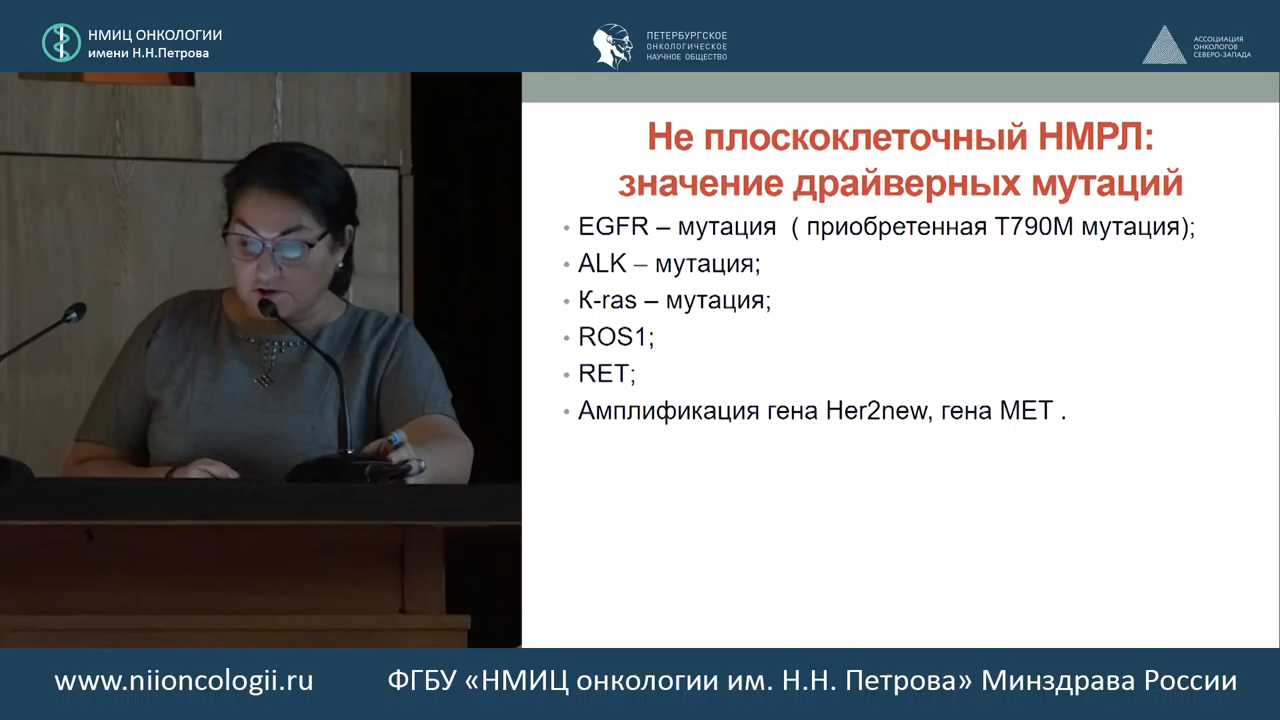 НМИЦ ОНКОЛОГИИ
имени Н.Н.Петрова
ПЕТЕРБУРГСКОЕ
ОНКОЛОГИЧЕСКОЕ
НАУЧНОЕ ОБЩЕСТВО
АССОЦИАЦИЯ
ОНКОЛОГОВ
СЕВЕРО-ЗАПАДА
Не плоскоклеточный НМРЛ:
значение драйверных мутаций
• EGFR – мутация ( приобретенная T790M мутация);
• ALK – мутация;
• K-ras – мутация;
• ROS1;
• RET;
• Амплификация гена Her2new, гена MET .
www.niioncologii.ru
ФГБУ «НМИЦ онкологии им. Н.Н. Петрова» Минздрава России